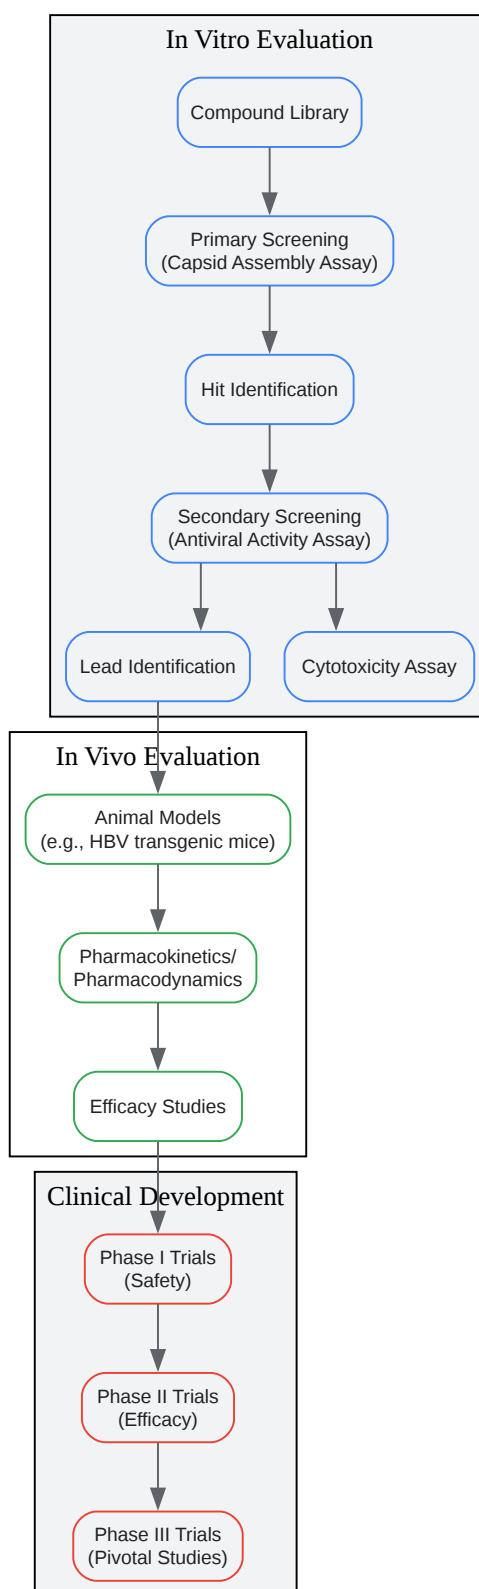 In Vitro Evaluation
Compound Library
Primary Screening
(Capsid Assembly Assay)
Hit Identification
Secondary Screening
(Antiviral Activity Assay)
Lead Identification
Cytotoxicity Assay
In Vivo Evaluation
Animal Models
(e.g., HBV transgenic mice)
Pharmacokinetics/
Pharmacodynamics
Efficacy Studies
Clinical Development
Phase I Trials
(Safety)
Phase II Trials
(Efficacy)
Phase III Trials
(Pivotal Studies)